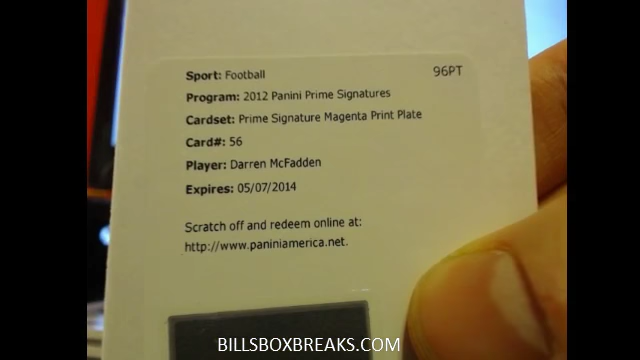 Sport: Football
96PT
Program: 2012 Panini Prime Signatures
Cardset: Prime Signature Magenta Print Plate
Card#: 56
Player: Darren McFadden
Expires: 05/07/2014
Scratch off and redeem online at:
http://www.paniniamerica.net.
BILLSBOXBREAKS.COM